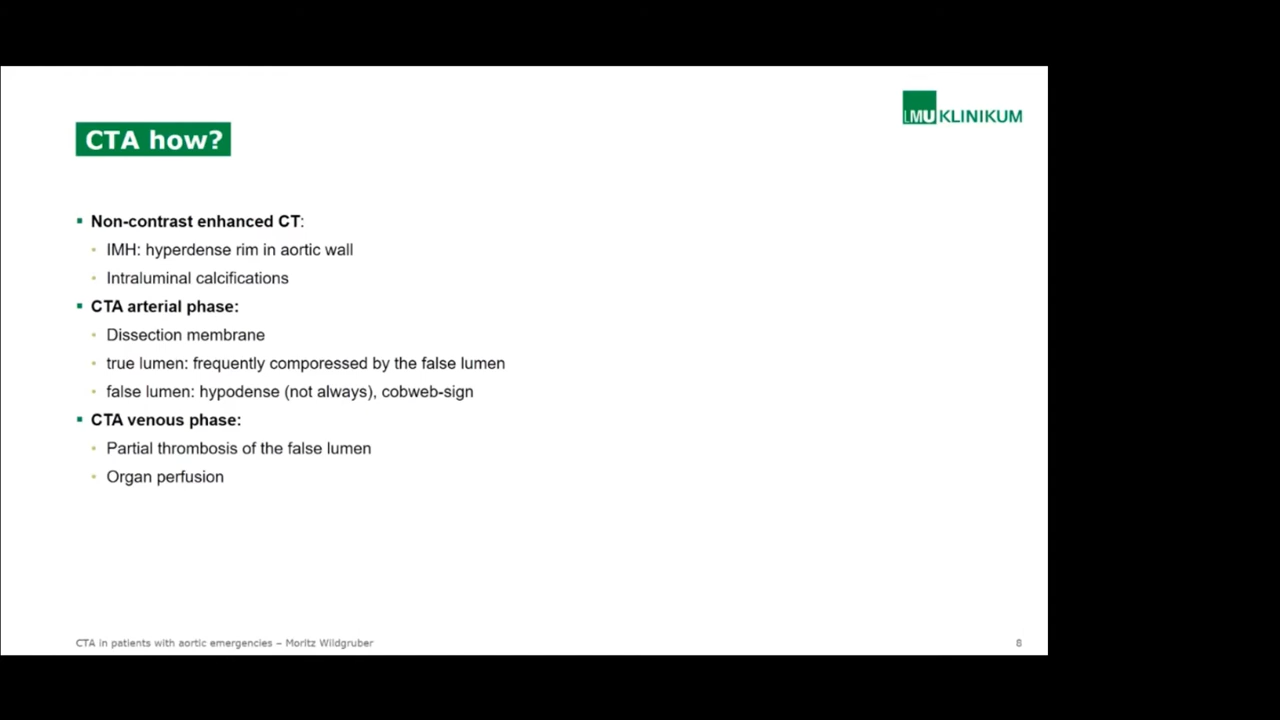 LMU KLINIKUM
CTA how?
Non-contrast enhanced CT:
IMH: hyperdense rim in aortic wall
Intraluminal calcifications
CTA arterial phase:
Dissection membrane
true lumen: frequently comporessed by the false lumen
false lumen: hypodense (not always), cobweb-sign
CTA venous phase:
Partial thrombosis of the false lumen
Organ perfusion
CTA in patients with aortic emergencies – Moritz Wildgruber